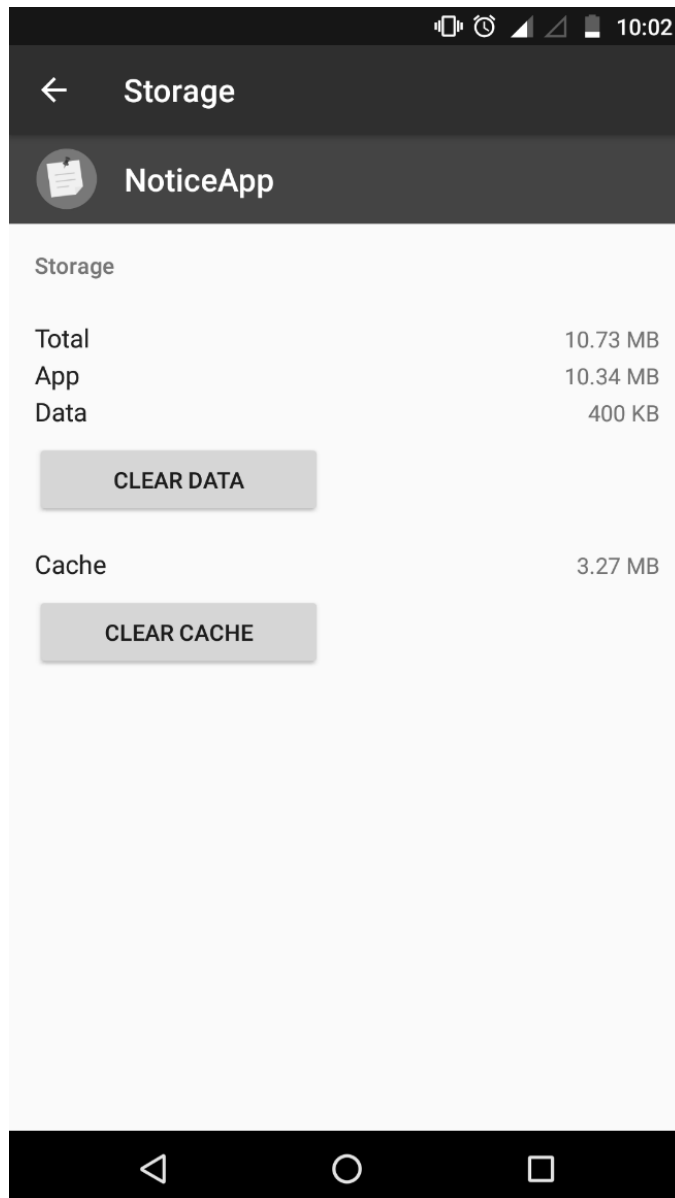 10:02
Storage
NoticeApp
Storage
Total 10.73 MB
App 10.34 MB
Data 400 KB
CLEAR DATA
Cache 3.27 MB
CLEAR CACHE